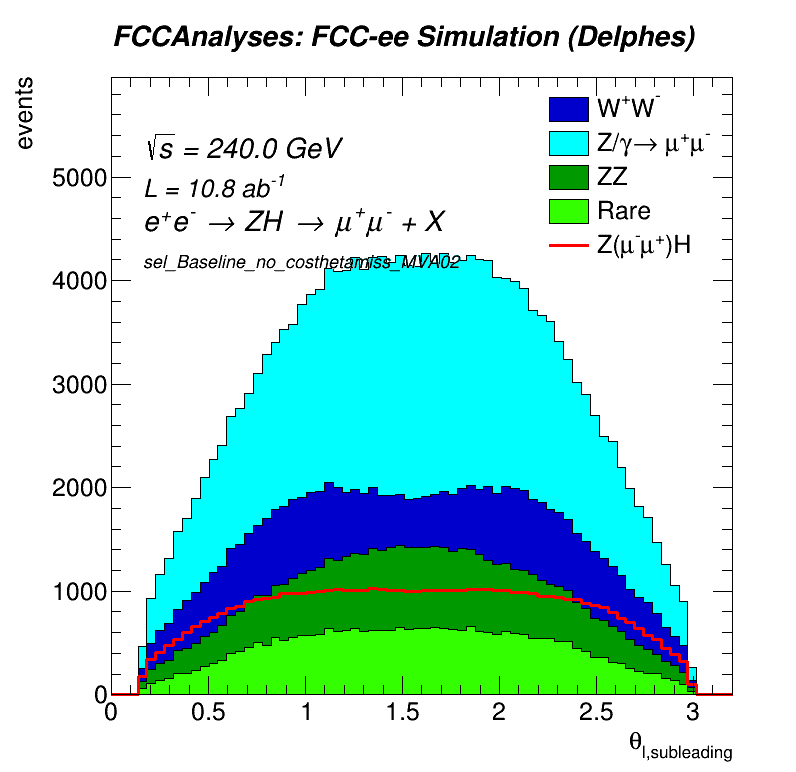 FCCAnalyses: FCC-ee Simulation (Delphes)
events
√s = 240.0 GeV
L = 10.8 ab⁻¹
e⁺e⁻ → ZH → μ⁺μ⁻ + X
sel_Baseline_no_costhetamiss_MVA02
W⁺W⁻
Z/γ→ μ⁺μ⁻
ZZ
Rare
Z(μ⁻μ⁺)H
5000
4000
3000
2000
1000
0
0 0.5 1 1.5 2 2.5 3
θl,subleading